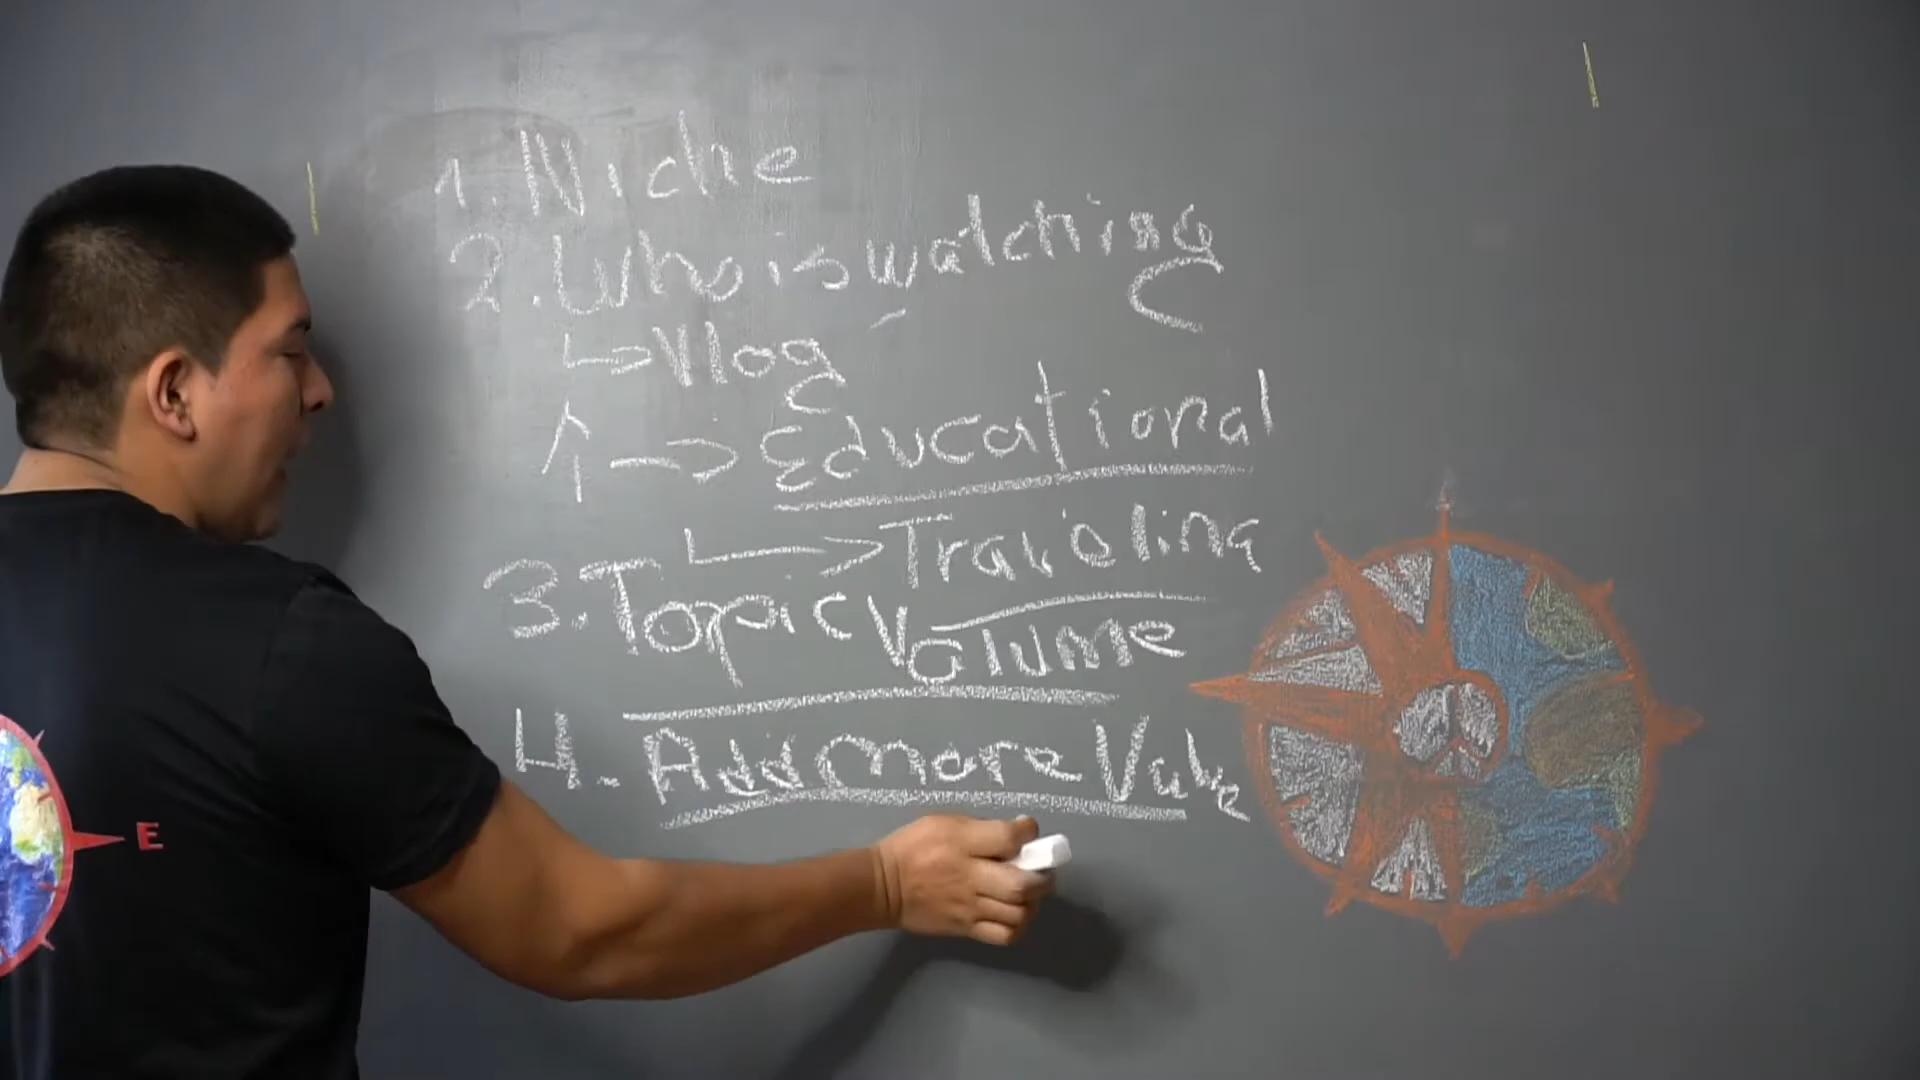 1. Niche
2. Who is watching
↳ Vlog
↑ → Educational
↳ Traveling
3. Topic Volume
4. Add more Value
E